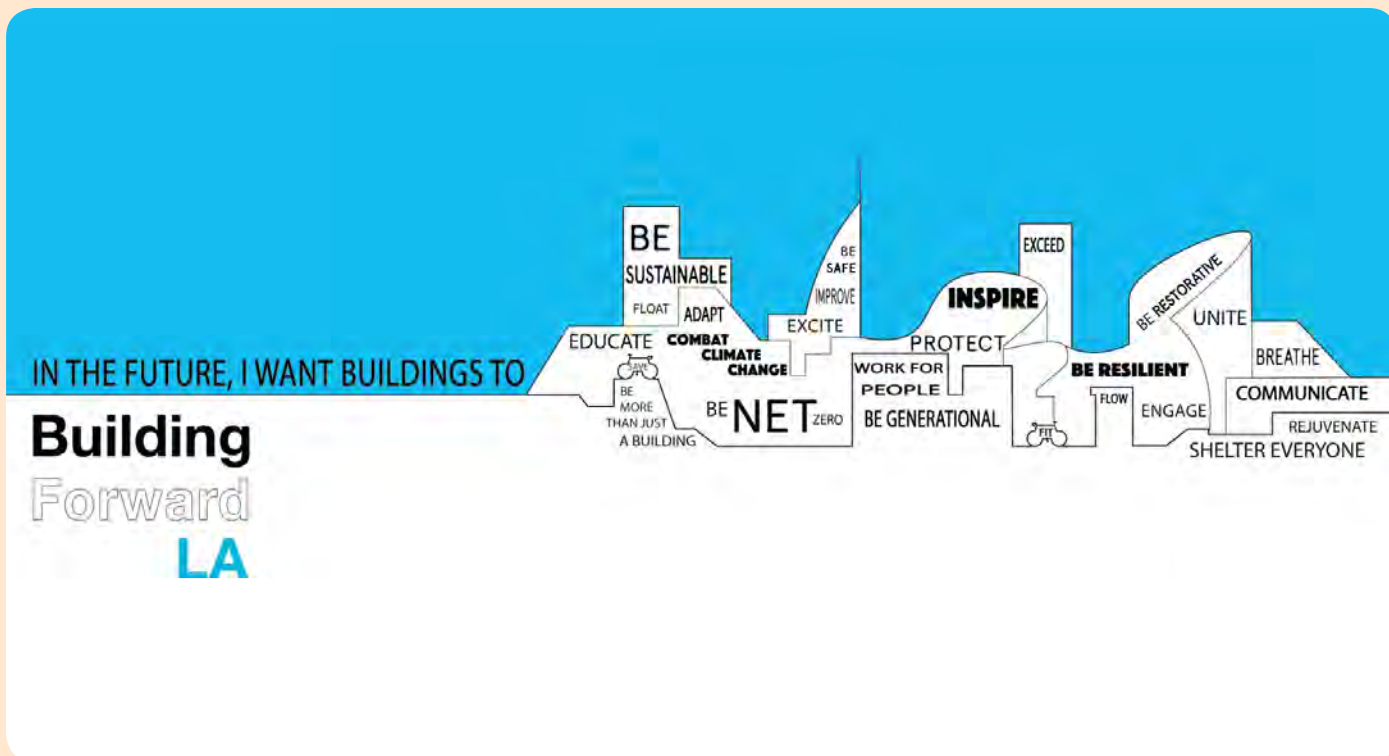 IN THE FUTURE, I WANT BUILDINGS TO
BE
SUSTAINABLE
FLOAT
ADAPT
EDUCATE
COMBAT
CLIMATE
CHANGE
SAVE
BE
MORE
THAN JUST
A BUILDING
BE NET ZERO
BE
SAFE
IMPROVE
EXCITE
WORK FOR
PEOPLE
BE GENERATIONAL
INSPIRE
PROTECT
EXCEED
FIT
BE RESILIENT
FLOW
ENGAGE
BE RESTORATIVE
UNITE
BREATHE
COMMUNICATE
REJUVENATE
SHELTER EVERYONE
Building
Forward
LA